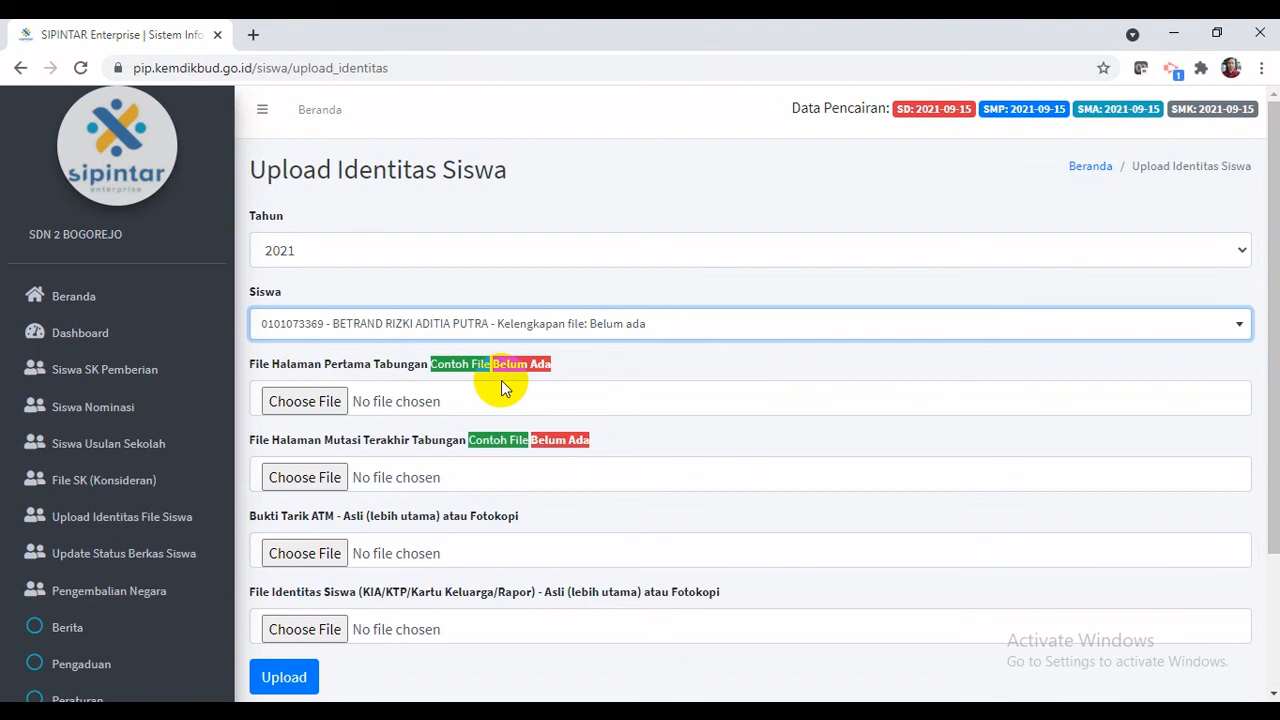 SIPINTAR Enterprise | Sistem Info
pip.kemdikbud.go.id/siswa/upload_identitas
1
sipintar
enterprise
SDN 2 BOGOREJO
Beranda
Dashboard
Siswa SK Pemberian
Siswa Nominasi
Siswa Usulan Sekolah
File SK (Konsideran)
Upload Identitas File Siswa
Update Status Berkas Siswa
Pengembalian Negara
Berita
Pengaduan
Peraturan
Beranda
Data Pencairan: SD: 2021-09-15 SMP: 2021-09-15 SMA: 2021-09-15 SMK: 2021-09-15
Upload Identitas Siswa
Beranda / Upload Identitas Siswa
Tahun
2021
Siswa
0101073369 - BETRAND RIZKI ADITIA PUTRA - Kelengkapan file: Belum ada
File Halaman Pertama Tabungan Contoh File Belum Ada
Choose File No file chosen
File Halaman Mutasi Terakhir Tabungan Contoh File Belum Ada
Choose File No file chosen
Bukti Tarik ATM - Asli (lebih utama) atau Fotokopi
Choose File No file chosen
File Identitas Siswa (KIA/KTP/Kartu Keluarga/Rapor) - Asli (lebih utama) atau Fotokopi
Choose File No file chosen
Upload
Activate Windows
Go to Settings to activate Windows.